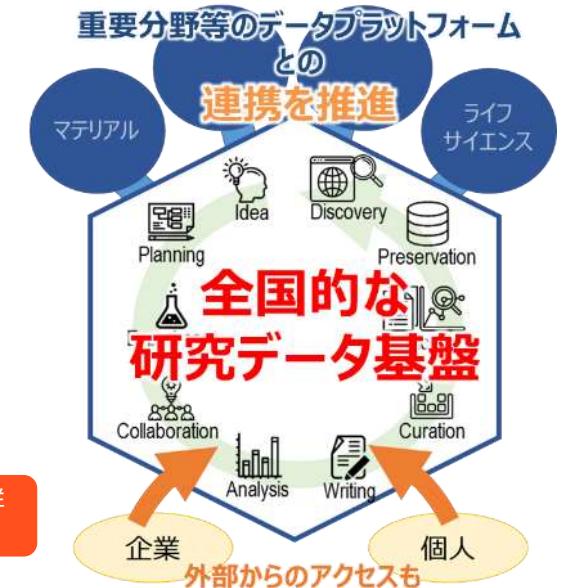 重要分野等のデータプラットフォーム
との
連携を推進
マテリアル
ライフ
サイエンス
Idea
Discovery
Planning
Preservation
全国的な
研究データ基盤
Collaboration
Curation
Analysis
Writing
企業
個人
外部からのアクセスも